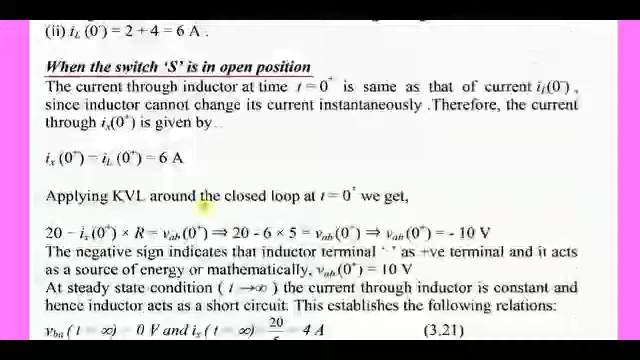 (ii) iL (0-) = 2 + 4 = 6 A .
When the switch 'S' is in open position
The current through inductor at time t = 0+ is same as that of current iL(0-) ,
since inductor cannot change its current instantaneously .Therefore, the current
through ix(0+) is given by
ix (0+) = iL (0+) = 6 A
Applying KVL around the closed loop at t = 0+ we get,
20 − ix (0+) × R = vab (0+) ⇒ 20 - 6 × 5 = vab (0+) ⇒ vab (0+) = - 10 V
The negative sign indicates that inductor terminal as +ve terminal and it acts
as a source of energy or mathematically, vab (0+) = 10 V
At steady state condition ( t →∞ ) the current through inductor is constant and
hence inductor acts as a short circuit. This establishes the following relations:
vba ( t = ∞) 0 V and ix ( t = ∞) 20 4 A (3.21)